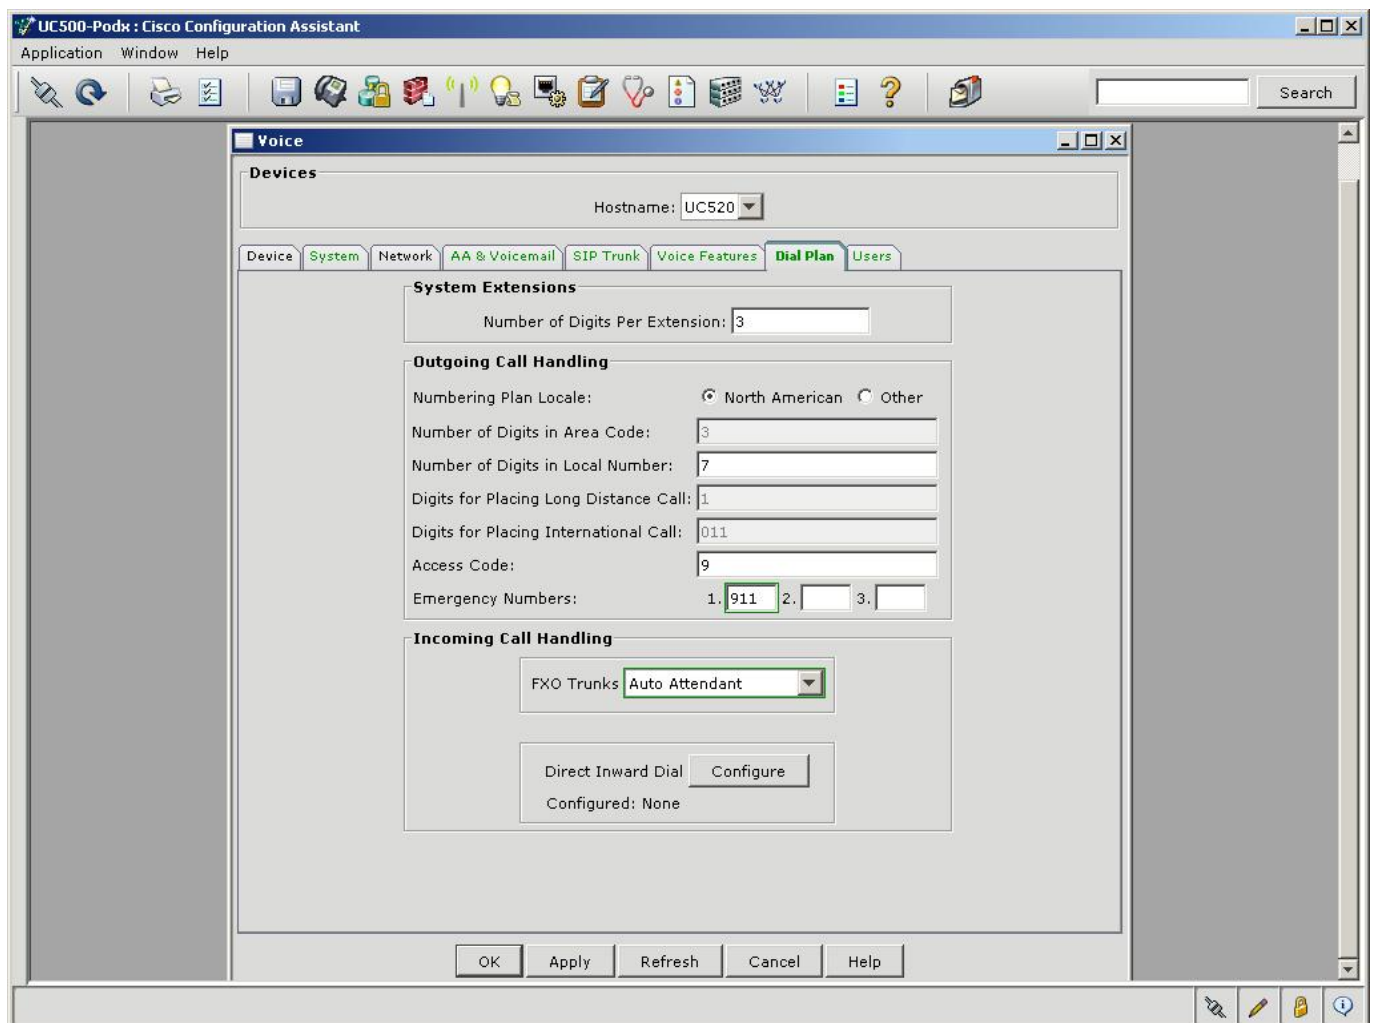 UC500-Podx : Cisco Configuration Assistant
Application Window Help
Search
Voice
Devices
Hostname: UC520
Device System Network AA & Voicemail SIP Trunk Voice Features Dial Plan Users
System Extensions
Number of Digits Per Extension: 3
Outgoing Call Handling
Numbering Plan Locale: North American Other
Number of Digits in Area Code: 3
Number of Digits in Local Number: 7
Digits for Placing Long Distance Call: 1
Digits for Placing International Call: 011
Access Code: 9
Emergency Numbers: 1. 911 2. 3.
Incoming Call Handling
FXO Trunks Auto Attendant
Direct Inward Dial Configure
Configured: None
OK Apply Refresh Cancel Help